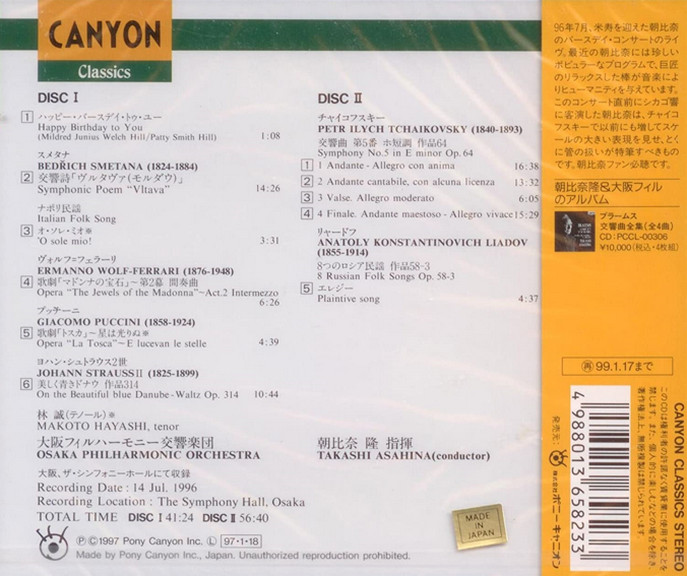 CANYON
Classics
DISC I
1 ハッピー・バースデイ・トゥ・ユー
Happy Birthday to You
(Mildred Junius Welch Hill/Patty Smith Hill) 1:08
スメタナ
BEDŘICH SMETANA (1824-1884)
2 交響詩「ヴルタヴァ(モルダウ)」
Symphonic Poem "Vltava" 14:26
ナポリ民謡
Italian Folk Song
3 オ・ソレ・ミオ※
'O sole mio! 3:31
ヴォルフ=フェラーリ
ERMANNO WOLF-FERRARI (1876-1948)
4 歌劇「マドンナの宝石」~第2幕 間奏曲
Opera "The Jewels of the Madonna"~Act.2 Intermezzo
6:26
プッチーニ
GIACOMO PUCCINI (1858-1924)
5 歌劇「トスカ」~星は光りぬ※
Opera "La Tosca"~E lucevan le stelle 4:39
ヨハン・シュトラウス2世
JOHANN STRAUSS II (1825-1899)
6 美しく青きドナウ 作品314
On the Beautiful blue Danube-Waltz Op. 314 10:44
林 誠(テノール)※
MAKOTO HAYASHI, tenor
大阪フィルハーモニー交響楽団
OSAKA PHILHARMONIC ORCHESTRA
大阪、ザ・シンフォニーホールにて収録
Recording Date : 14 Jul. 1996
Recording Location : The Symphony Hall, Osaka
TOTAL TIME DISC I 41:24 DISC II 56:40
Ⓟ © 1997 Pony Canyon Inc. Ⓛ 97・1・18
Made by Pony Canyon Inc., Japan. Unauthorized reproduction prohibited.
DISC II
チャイコフスキー
PETR ILYCH TCHAIKOVSKY (1840-1893)
交響曲 第5番 ホ短調 作品64
Symphony No.5 in E minor Op. 64
1 1 Andante - Allegro con anima 16:38
2 2 Andante cantabile, con alcuna licenza 13:32
3 3 Valse. Allegro moderato 6:05
4 4 Finale. Andante maestoso - Allegro vivace 15:29
リャードフ
ANATOLY KONSTANTINOVICH LIADOV
(1855-1914)
8つのロシア民謡 作品58-3
8 Russian Folk Songs Op. 58-3
5 エレジー
Plaintive song 4:37
朝比奈 隆 指揮
TAKASHI ASAHINA(conductor)
MADE
IN
JAPAN
96年7月、米寿を迎えた朝比奈
のバースデイ・コンサートのライ
ヴ。最近の朝比奈には珍しい
ポピュラーなプログラムで、巨匠
のリラックスした棒が音楽によ
りヒューマニティを与えています。
このコンサート直前にシカゴ響
に客演した朝比奈は、チャイコ
フスキーで以前にも増してスケ
ールの大きい表現を見せ、とく
に管の扱いが特筆すべきもの
です。朝比奈ファン必聴です。
朝比奈隆&大阪フィル
のアルバム
ブラームス
交響曲全集(全4曲)
CD:PCCL-00306
¥10,000(税込・4枚組)
再 99.1.17まで
CANYON CLASSICS STEREO
このCDは権利者の許諾なく賃貸業に使用することを
禁じます。また、個人的に楽しむなどの場合を除き、
著作権法上、無断複製は禁じられています。
4988013658233
発売元:
株式会社 ポニーキャニオン